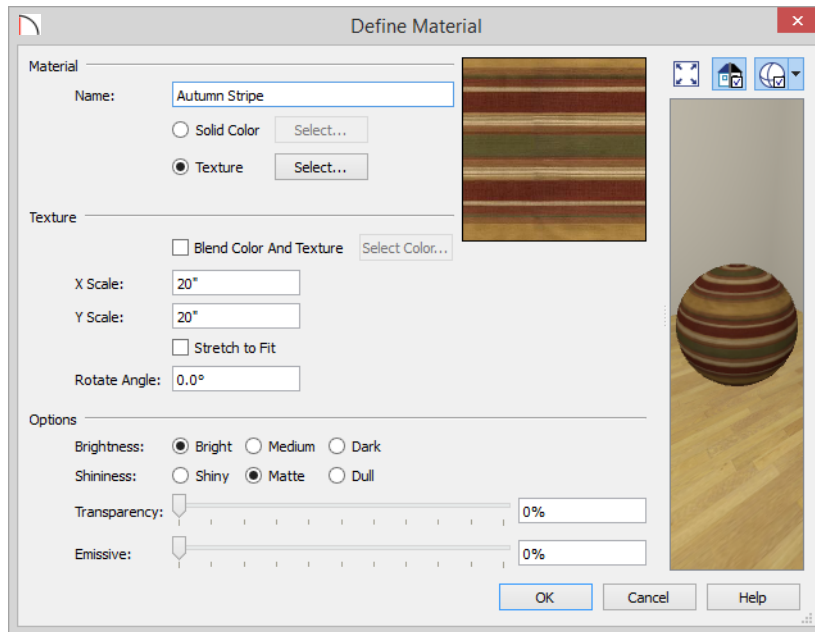 Define Material
Material
Name: Autumn Stripe
Solid Color Select...
Texture Select...
Texture
Blend Color And Texture Select Color...
X Scale: 20"
Y Scale: 20"
Stretch to Fit
Rotate Angle: 0.0°
Options
Brightness: Bright Medium Dark
Shininess: Shiny Matte Dull
Transparency: 0%
Emissive: 0%
OK Cancel Help